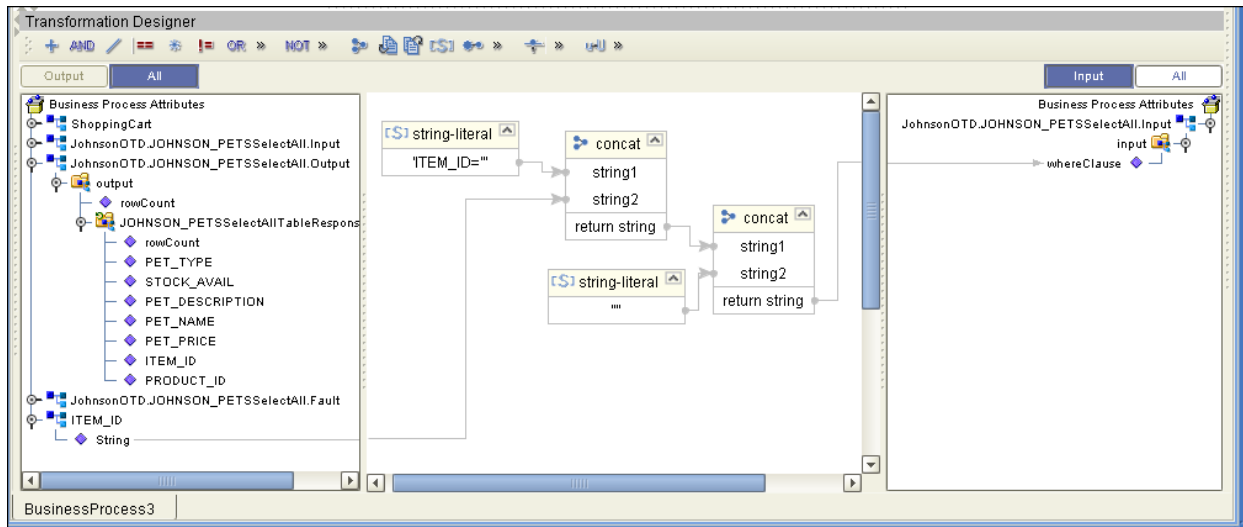 Transformation Designer
AND == != OR » NOT » [S] » » »
Output All Input All
Business Process Attributes
ShoppingCart
JohnsonOTD.JOHNSON_PETSSelectAll.Input
JohnsonOTD.JOHNSON_PETSSelectAll.Output
output
rowCount
JOHNSON_PETSSelectAllTableRespons
rowCount
PET_TYPE
STOCK_AVAIL
PET_DESCRIPTION
PET_NAME
PET_PRICE
ITEM_ID
PRODUCT_ID
JohnsonOTD.JOHNSON_PETSSelectAll.Fault
ITEM_ID
String
[S] string-literal
'ITEM_ID='"
concat
string1
string2
return string
[S] string-literal
""
concat
string1
string2
return string
Business Process Attributes
JohnsonOTD.JOHNSON_PETSSelectAll.Input
input
whereClause
BusinessProcess3